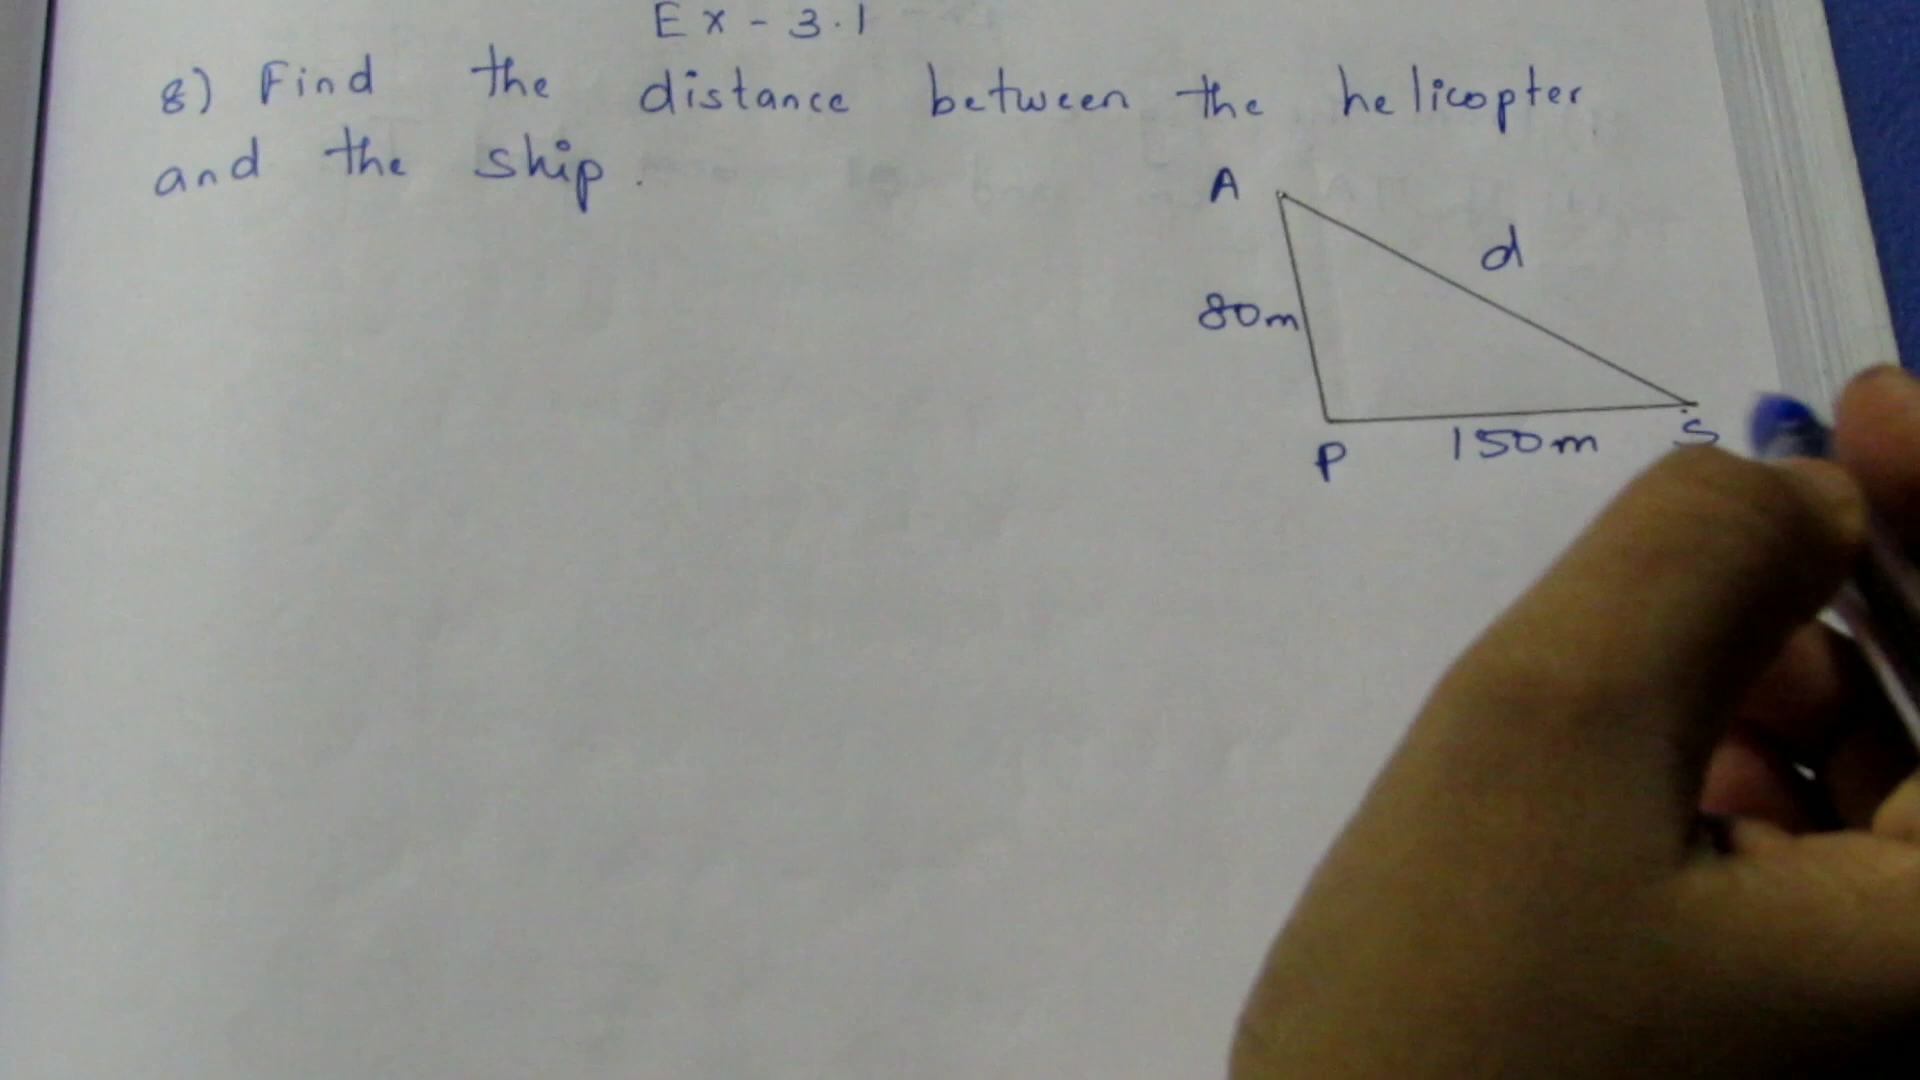 Ex - 3.1
8) Find the distance between the helicopter
and the ship.
A
d
80m
P 150m S